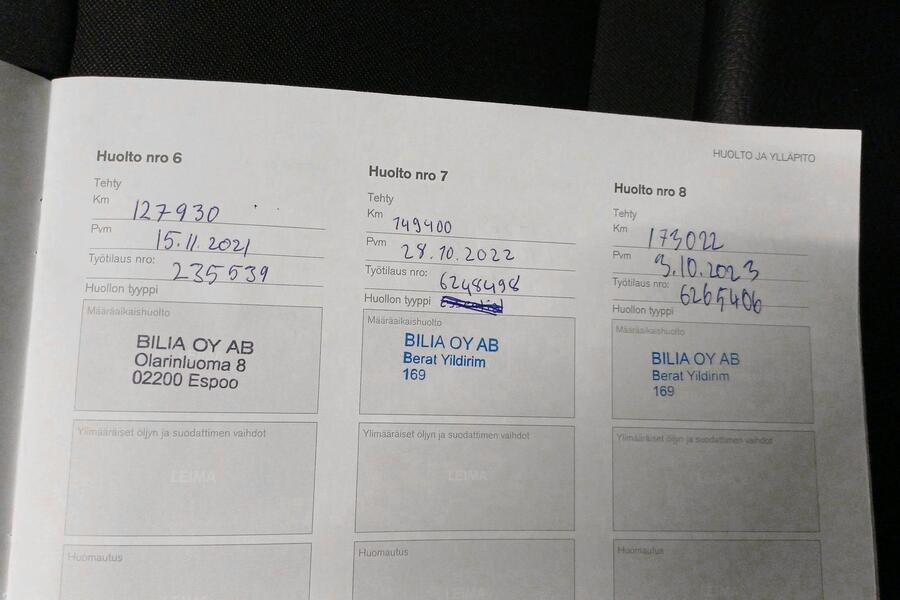 HUOLTO JA YLLÄPITO
Huolto nro 6
Tehty
Km 127930
Pvm 15.11.2021
Työtilaus nro: 235539
Huollon tyyppi
Määräaikaishuolto
BILIA OY AB
Olarinluoma 8
02200 Espoo
Ylimääräiset öljyn ja suodattimen vaihdot
LEIMA
Huomautus
Huolto nro 7
Tehty
Km 149400
Pvm 28.10.2022
Työtilaus nro: 6248498
Huollon tyyppi
Määräaikaishuolto
BILIA OY AB
Berat Yildirim
169
Ylimääräiset öljyn ja suodattimen vaihdot
LEIMA
Huomautus
LEIMA
Huolto nro 8
Tehty
Km 173022
Pvm 3.10.2023
Työtilaus nro: 6265406
Huollon tyyppi
Määräaikaishuolto
BILIA OY AB
Berat Yildirim
169
Ylimääräiset öljyn ja suodattimen vaihdot
LEIMA
Huomautus